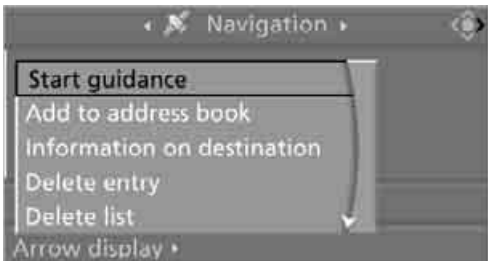 Navigation
Start guidance
Add to address book
Information on destination
Delete entry
Delete list
Arrow display